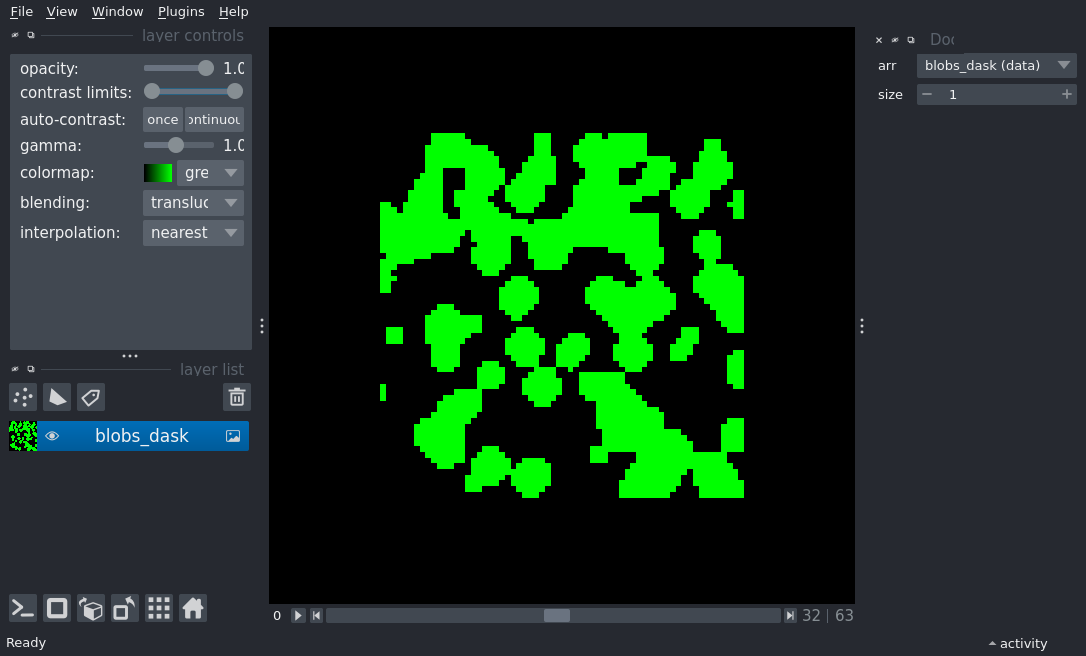 File View Window Plugins Help
layer controls
opacity: 1.0
contrast limits:
auto-contrast: once ontinuou
gamma: 1.0
colormap: gre
blending: transluc
interpolation: nearest
layer list
blobs_dask
0 32 | 63
Ready
Doc
arr blobs_dask (data)
size 1
activity